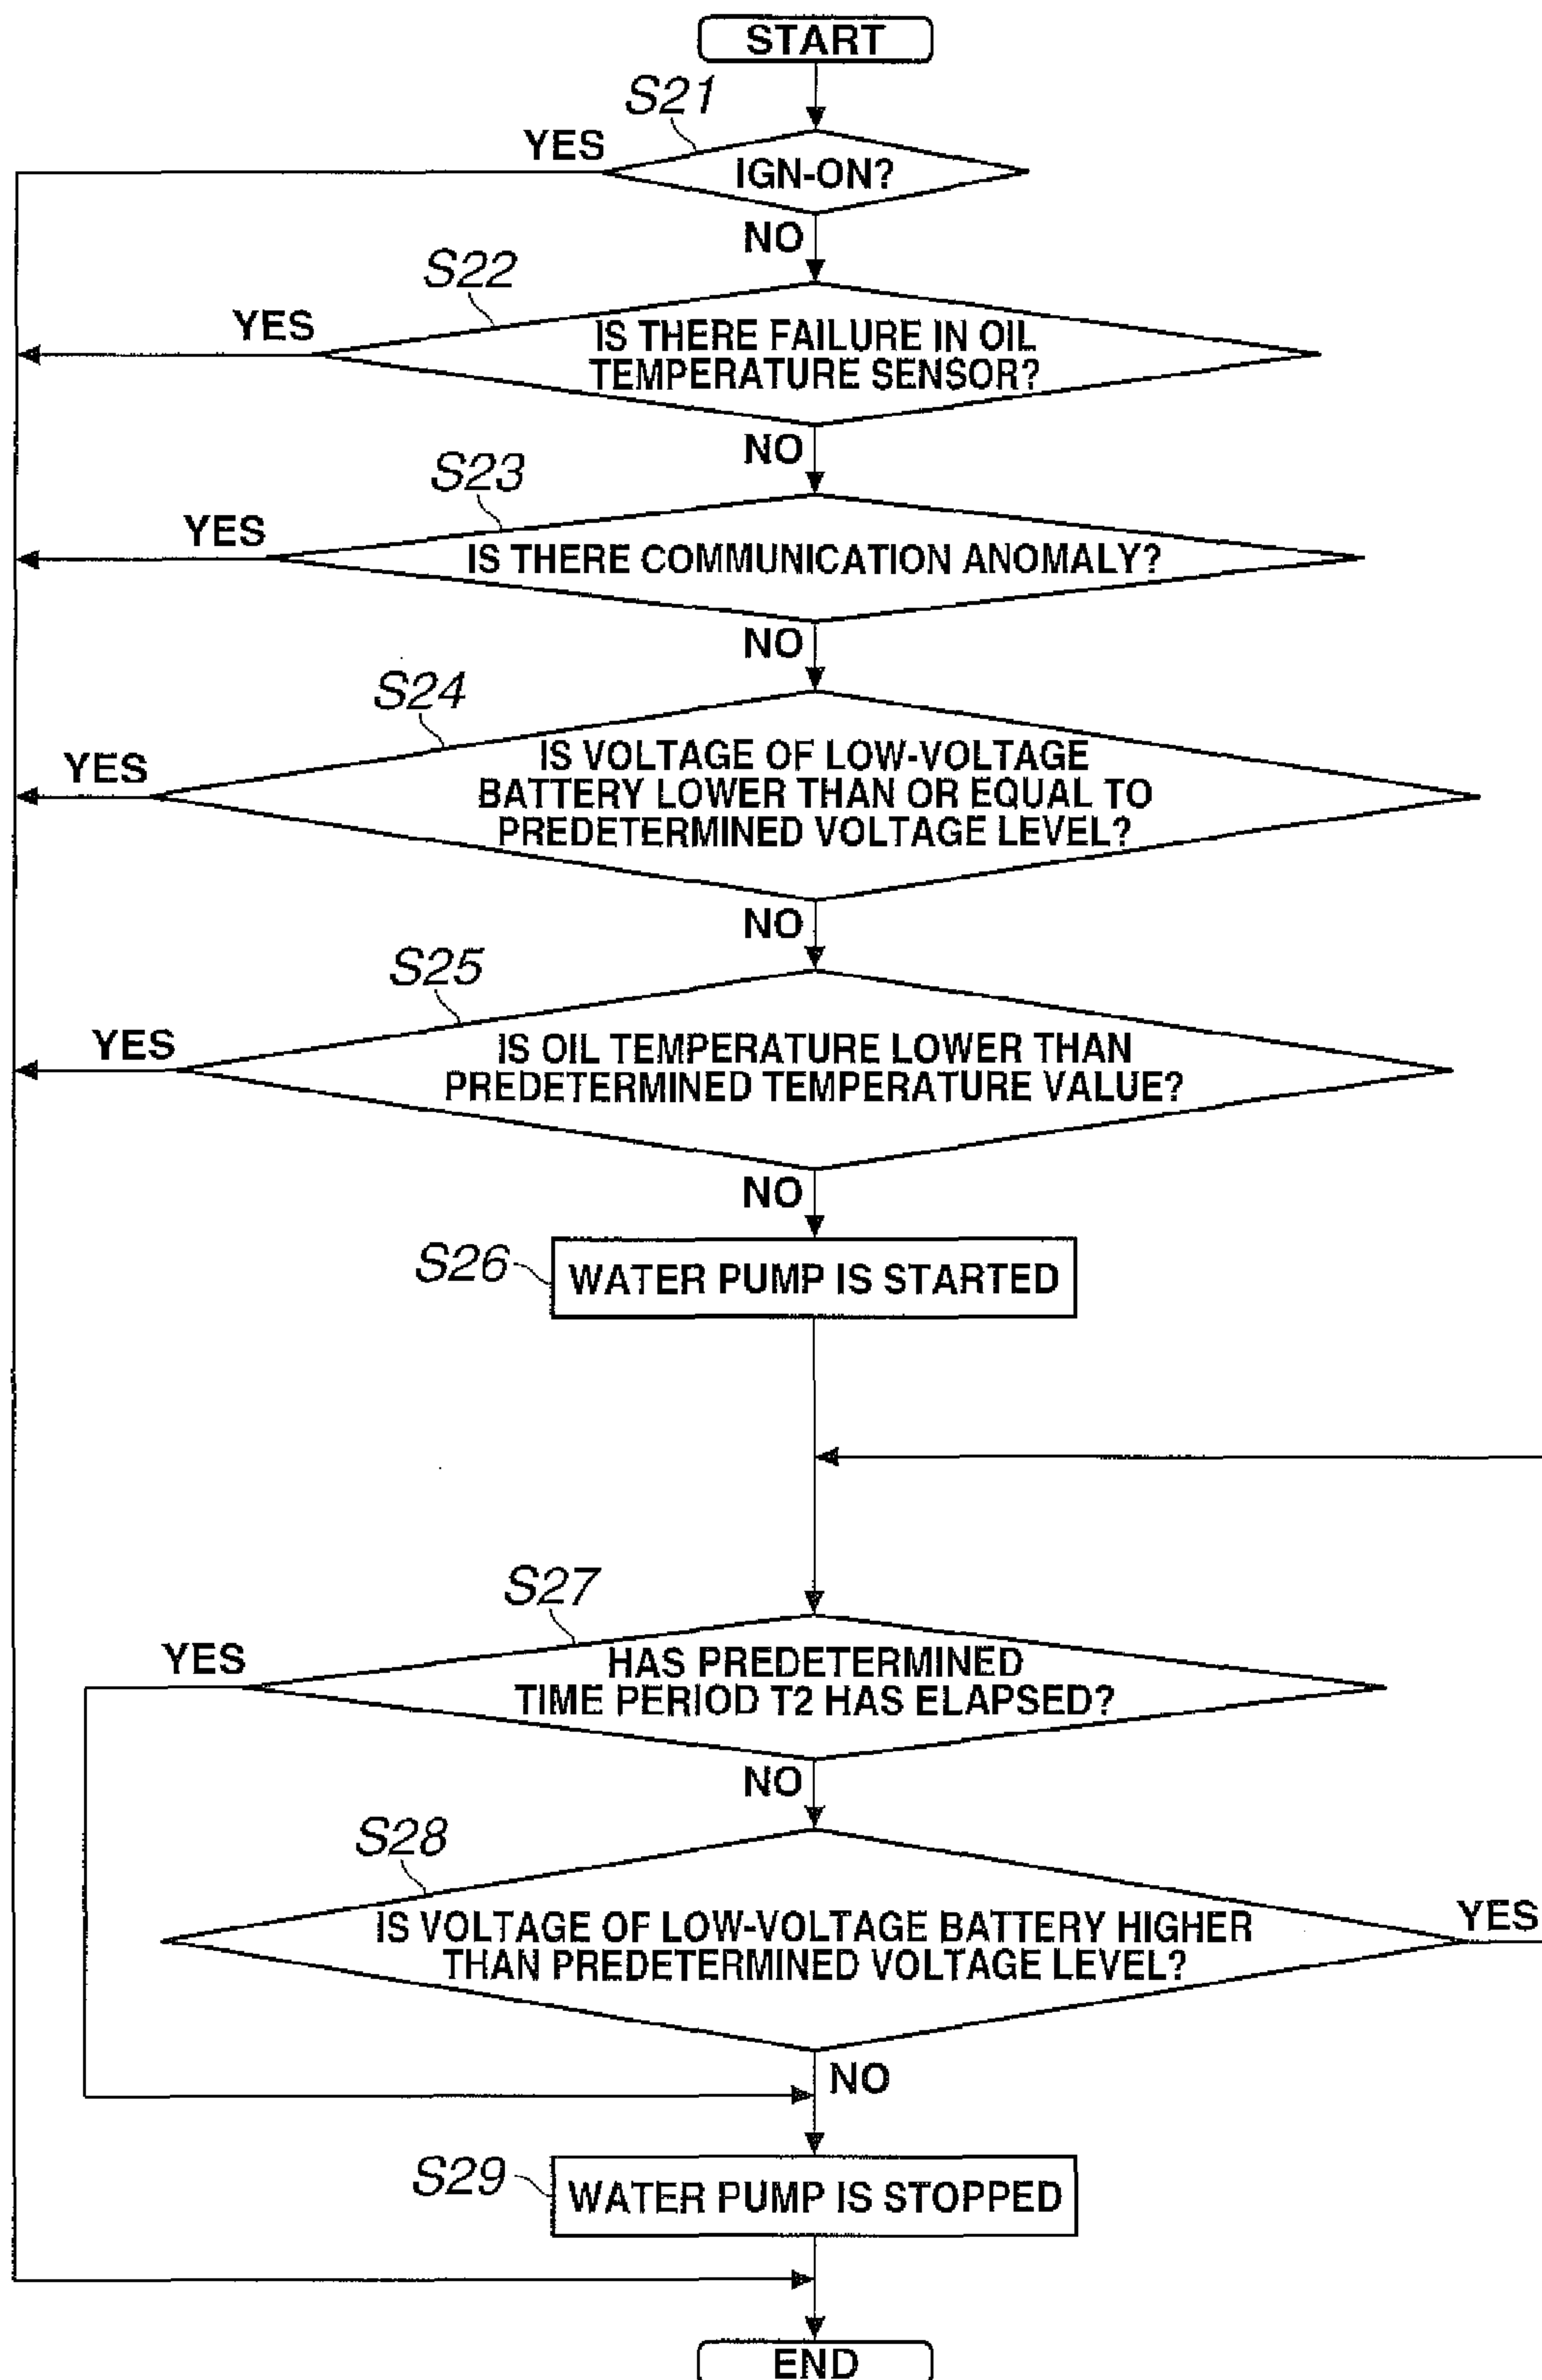 START
S21
YES
IGN-ON?
NO
S22
YES
IS THERE FAILURE IN OIL
TEMPERATURE SENSOR?
NO
S23
YES
IS THERE COMMUNICATION ANOMALY?
NO
S24
YES
IS VOLTAGE OF LOW-VOLTAGE
BATTERY LOWER THAN OR EQUAL TO
PREDETERMINED VOLTAGE LEVEL?
NO
S25
YES
IS OIL TEMPERATURE LOWER THAN
PREDETERMINED TEMPERATURE VALUE?
NO
S26
WATER PUMP IS STARTED
S27
YES
HAS PREDETERMINED
TIME PERIOD T2 HAS ELAPSED?
NO
S28
YES
IS VOLTAGE OF LOW-VOLTAGE BATTERY HIGHER
THAN PREDETERMINED VOLTAGE LEVEL?
NO
S29
WATER PUMP IS STOPPED
END